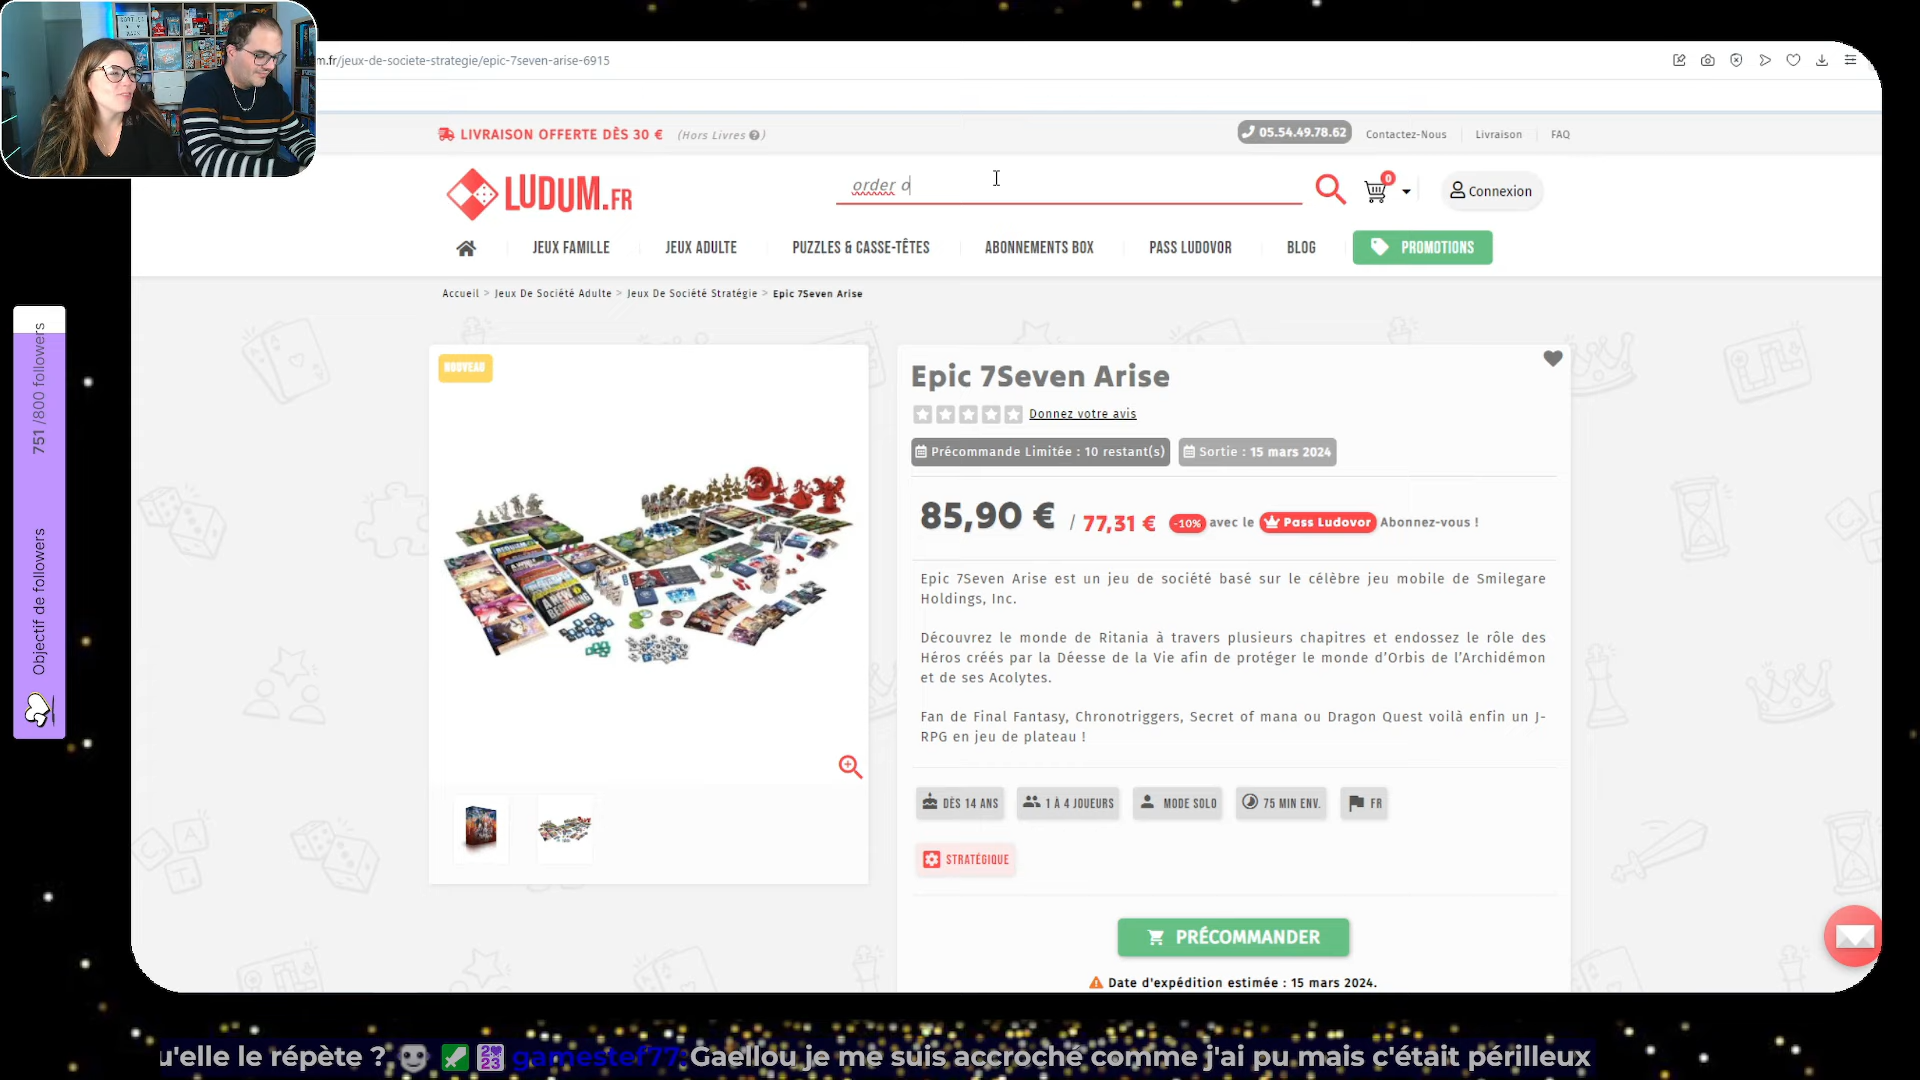 m.fr/jeux-de-societe-strategie/epic-7seven-arise-6915
LIVRAISON OFFERTE DÈS 30 € (Hors Livres ?)
05.54.49.78.62
Contactez-Nous
Livraison
FAQ
LUDUM.FR
order o
0
Connexion
JEUX FAMILLE
JEUX ADULTE
PUZZLES & CASSE-TÊTES
ABONNEMENTS BOX
PASS LUDOVOR
BLOG
PROMOTIONS
Accueil > Jeux De Société Adulte > Jeux De Société Stratégie > Epic 7Seven Arise
NOUVEAU
Epic 7Seven Arise
Donnez votre avis
Précommande Limitée : 10 restant(s)
Sortie : 15 mars 2024
85,90 € / 77,31 € -10% avec le Pass Ludovor Abonnez-vous !
Epic 7Seven Arise est un jeu de société basé sur le célèbre jeu mobile de Smilegare
Holdings, Inc.
Découvrez le monde de Ritania à travers plusieurs chapitres et endossez le rôle des
Héros créés par la Déesse de la Vie afin de protéger le monde d’Orbis de l’Archidémon
et de ses Acolytes.
Fan de Final Fantasy, Chronotriggers, Secret of mana ou Dragon Quest voilà enfin un J-
RPG en jeu de plateau !
DÈS 14 ANS
1 À 4 JOUEURS
MODE SOLO
75 MIN ENV.
FR
STRATÉGIQUE
PRÉCOMMANDER
Date d'expédition estimée : 15 mars 2024.
Objectif de followers 751 /800 followers
u'elle le répète ? gamestef77: Gaellou je me suis accroché comme j'ai pu mais c'était périlleux